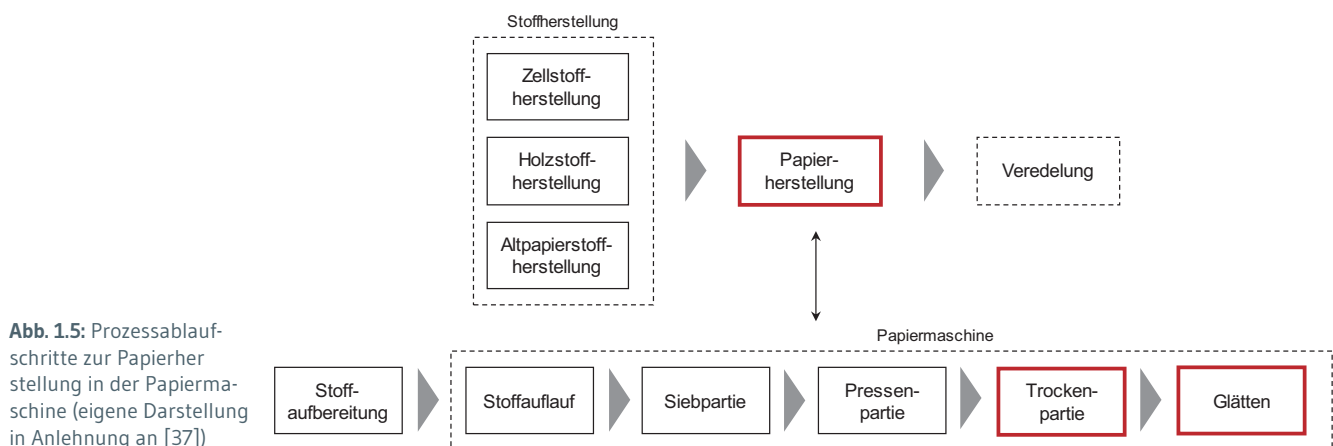 Stoffherstellung
Zellstoff-
herstellung
Holzstoff-
herstellung
Altpapierstoff-
herstellung
Papier-
herstellung
Veredelung
Abb. 1.5: Prozessablauf-
schritte zur Papierher
stellung in der Papierma-
schine (eigene Darstellung
in Anlehnung an [37])
Papiermaschine
Stoff-
aufbereitung
Stoffauflauf
Siebpartie
Pressen-
partie
Trocken-
partie
Glätten